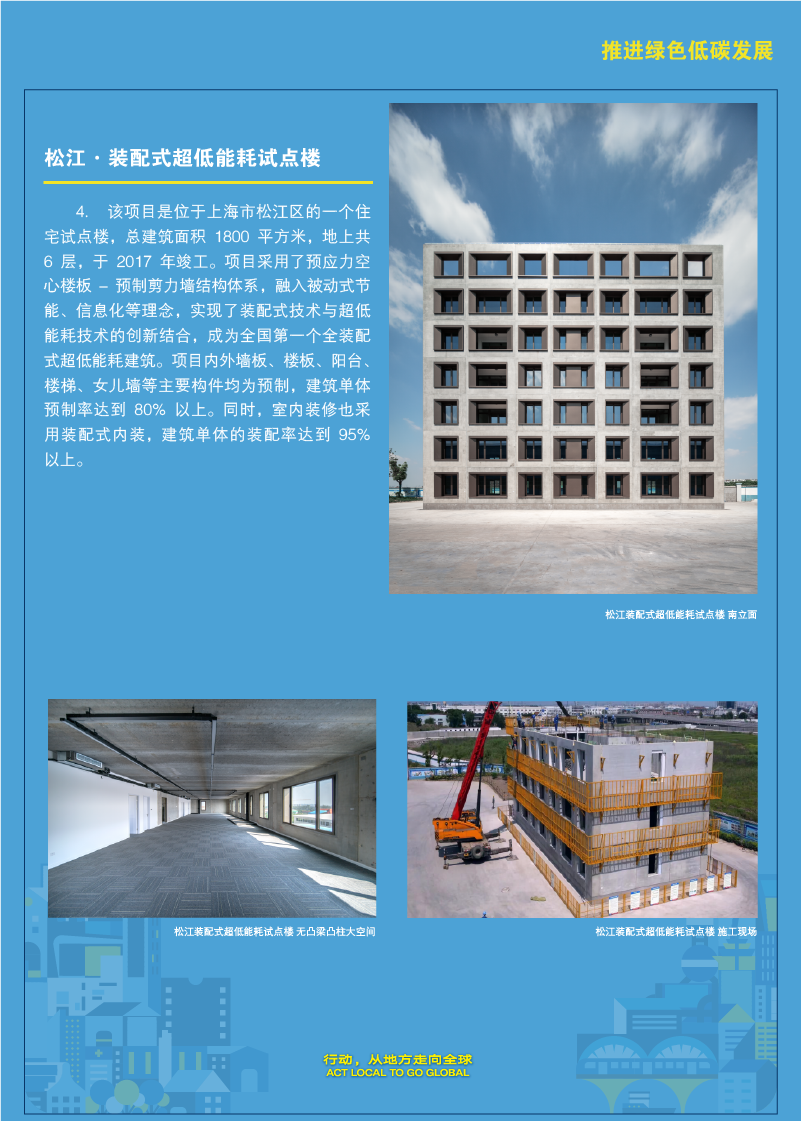 推进绿色低碳发展
松江·装配式超低能耗试点楼
4. 该项目是位于上海市松江区的一个住
宅试点楼，总建筑面积 1800 平方米，地上共
6 层，于 2017 年竣工。项目采用了预应力空
心楼板 – 预制剪力墙结构体系，融入被动式节
能、信息化等理念，实现了装配式技术与超低
能耗技术的创新结合，成为全国第一个全装配
式超低能耗建筑。项目内外墙板、楼板、阳台、
楼梯、女儿墙等主要构件均为预制，建筑单体
预制率达到 80% 以上。同时，室内装修也采
用装配式内装，建筑单体的装配率达到 95%
以上。
松江装配式超低能耗试点楼 南立面
松江装配式超低能耗试点楼 无凸梁凸柱大空间
松江装配式超低能耗试点楼 施工现场
行动，从地方走向全球
ACT LOCAL TO GO GLOBAL